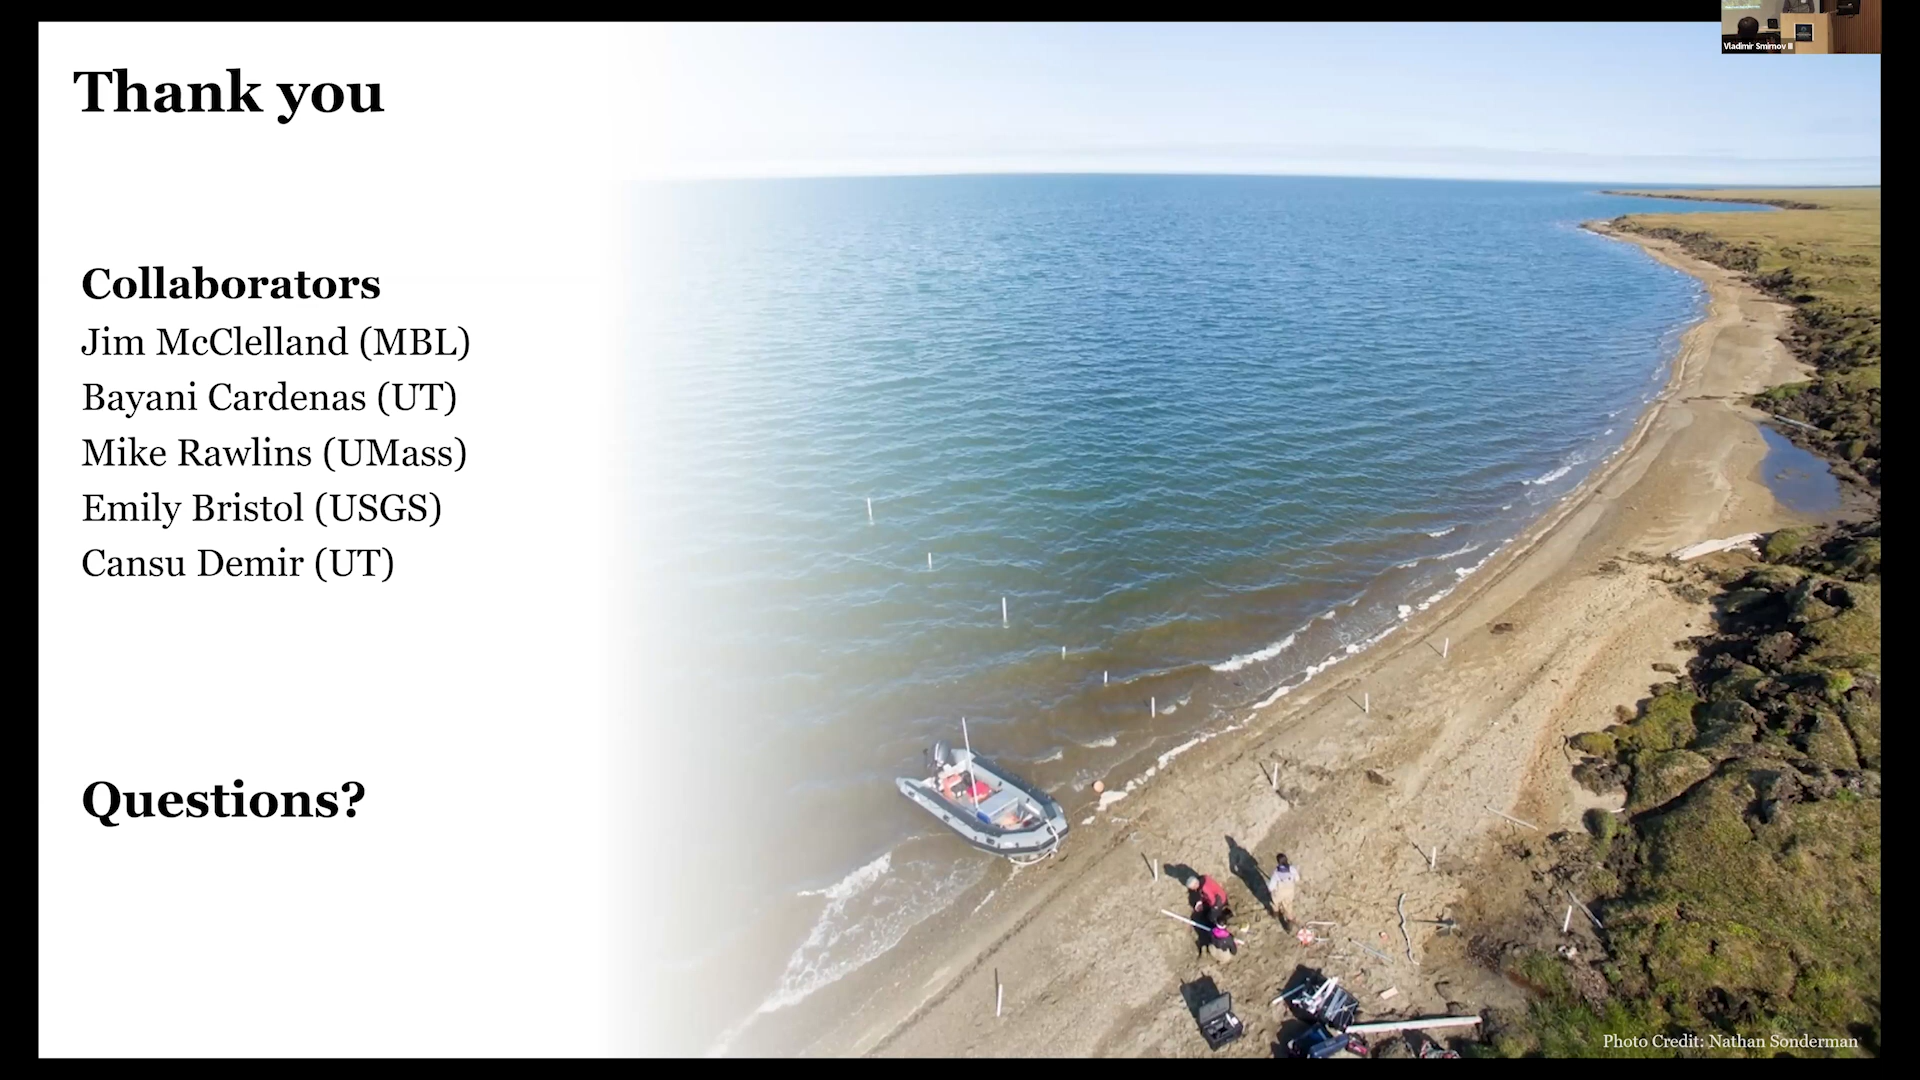 Thank you
Collaborators
Jim McClelland (MBL)
Bayani Cardenas (UT)
Mike Rawlins (UMass)
Emily Bristol (USGS)
Cansu Demir (UT)
Questions?
Vladimir Smirnov III
Photo Credit: Nathan Sonderman